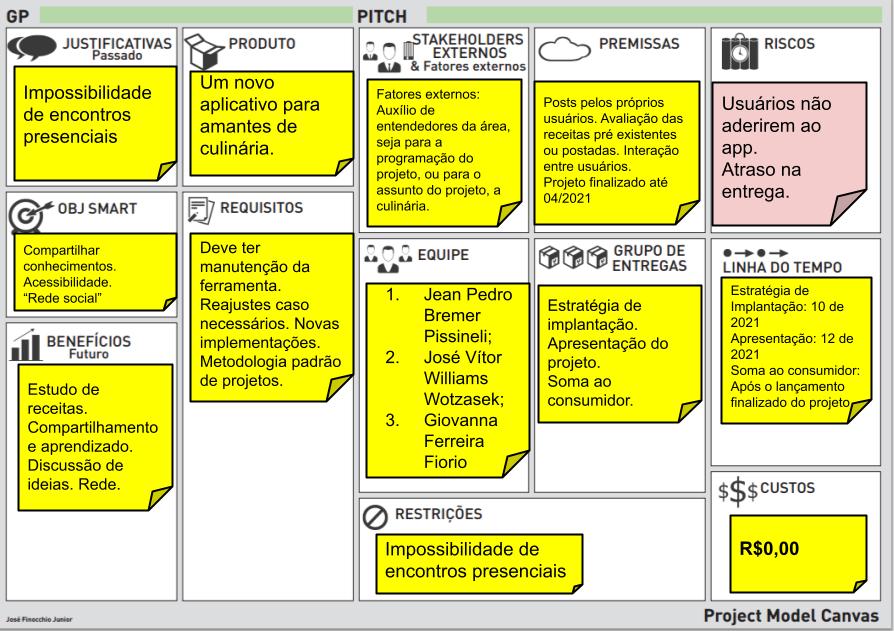 GP
PITCH
JUSTIFICATIVAS
Passado
Impossibilidade
de encontros
presenciais
OBJ SMART
Compartilhar
conhecimentos.
Acessibilidade.
“Rede social”
BENEFÍCIOS
Futuro
Estudo de
receitas.
Compartilhamento
e aprendizado.
Discussão de
ideias. Rede.
PRODUTO
Um novo
aplicativo para
amantes de
culinária.
REQUISITOS
Deve ter
manutenção da
ferramenta.
Reajustes caso
necessários. Novas
implementações.
Metodologia padrão
de projetos.
STAKEHOLDERS
EXTERNOS
& Fatores externos
Fatores externos:
Auxílio de
entendedores da área,
seja para a
programação do
projeto, ou para o
assunto do projeto, a
culinária.
EQUIPE
1. Jean Pedro
Bremer
Pissineli;
2. José Vítor
Williams
Wotzasek;
3. Giovanna
Ferreira
Fiorio
PREMISSAS
Posts pelos próprios
usuários. Avaliação das
receitas pré existentes
ou postadas. Interação
entre usuários.
Projeto finalizado até
04/2021
GRUPO DE
ENTREGAS
Estratégia de
implantação.
Apresentação do
projeto.
Soma ao
consumidor.
RESTRIÇÕES
Impossibilidade de
encontros presenciais
RISCOS
Usuários não
aderirem ao
app.
Atraso na
entrega.
LINHA DO TEMPO
Estratégia de
Implantação: 10 de
2021
Apresentação: 12 de
2021
Soma ao consumidor:
Após o lançamento
finalizado do projeto.
$$$ CUSTOS
R$0,00
José Finocchio Junior
Project Model Canvas